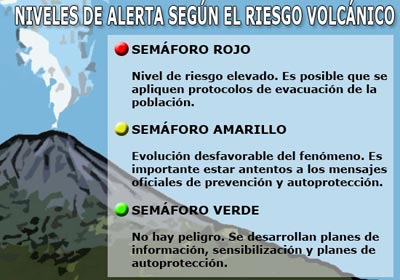 NIVELES DE ALERTA SEGÚN EL RIESGO VOLCÁNICO
SEMÁFORO ROJO
Nivel de riesgo elevado. Es posible que se
apliquen protocolos de evacuación de la
población.
SEMÁFORO AMARILLO
Evolución desfavorable del fenómeno. Es
importante estar antentos a los mensajes
oficiales de prevención y autoprotección.
SEMÁFORO VERDE
No hay peligro. Se desarrollan planes de
información, sensibilización y planes de
autoprotección.